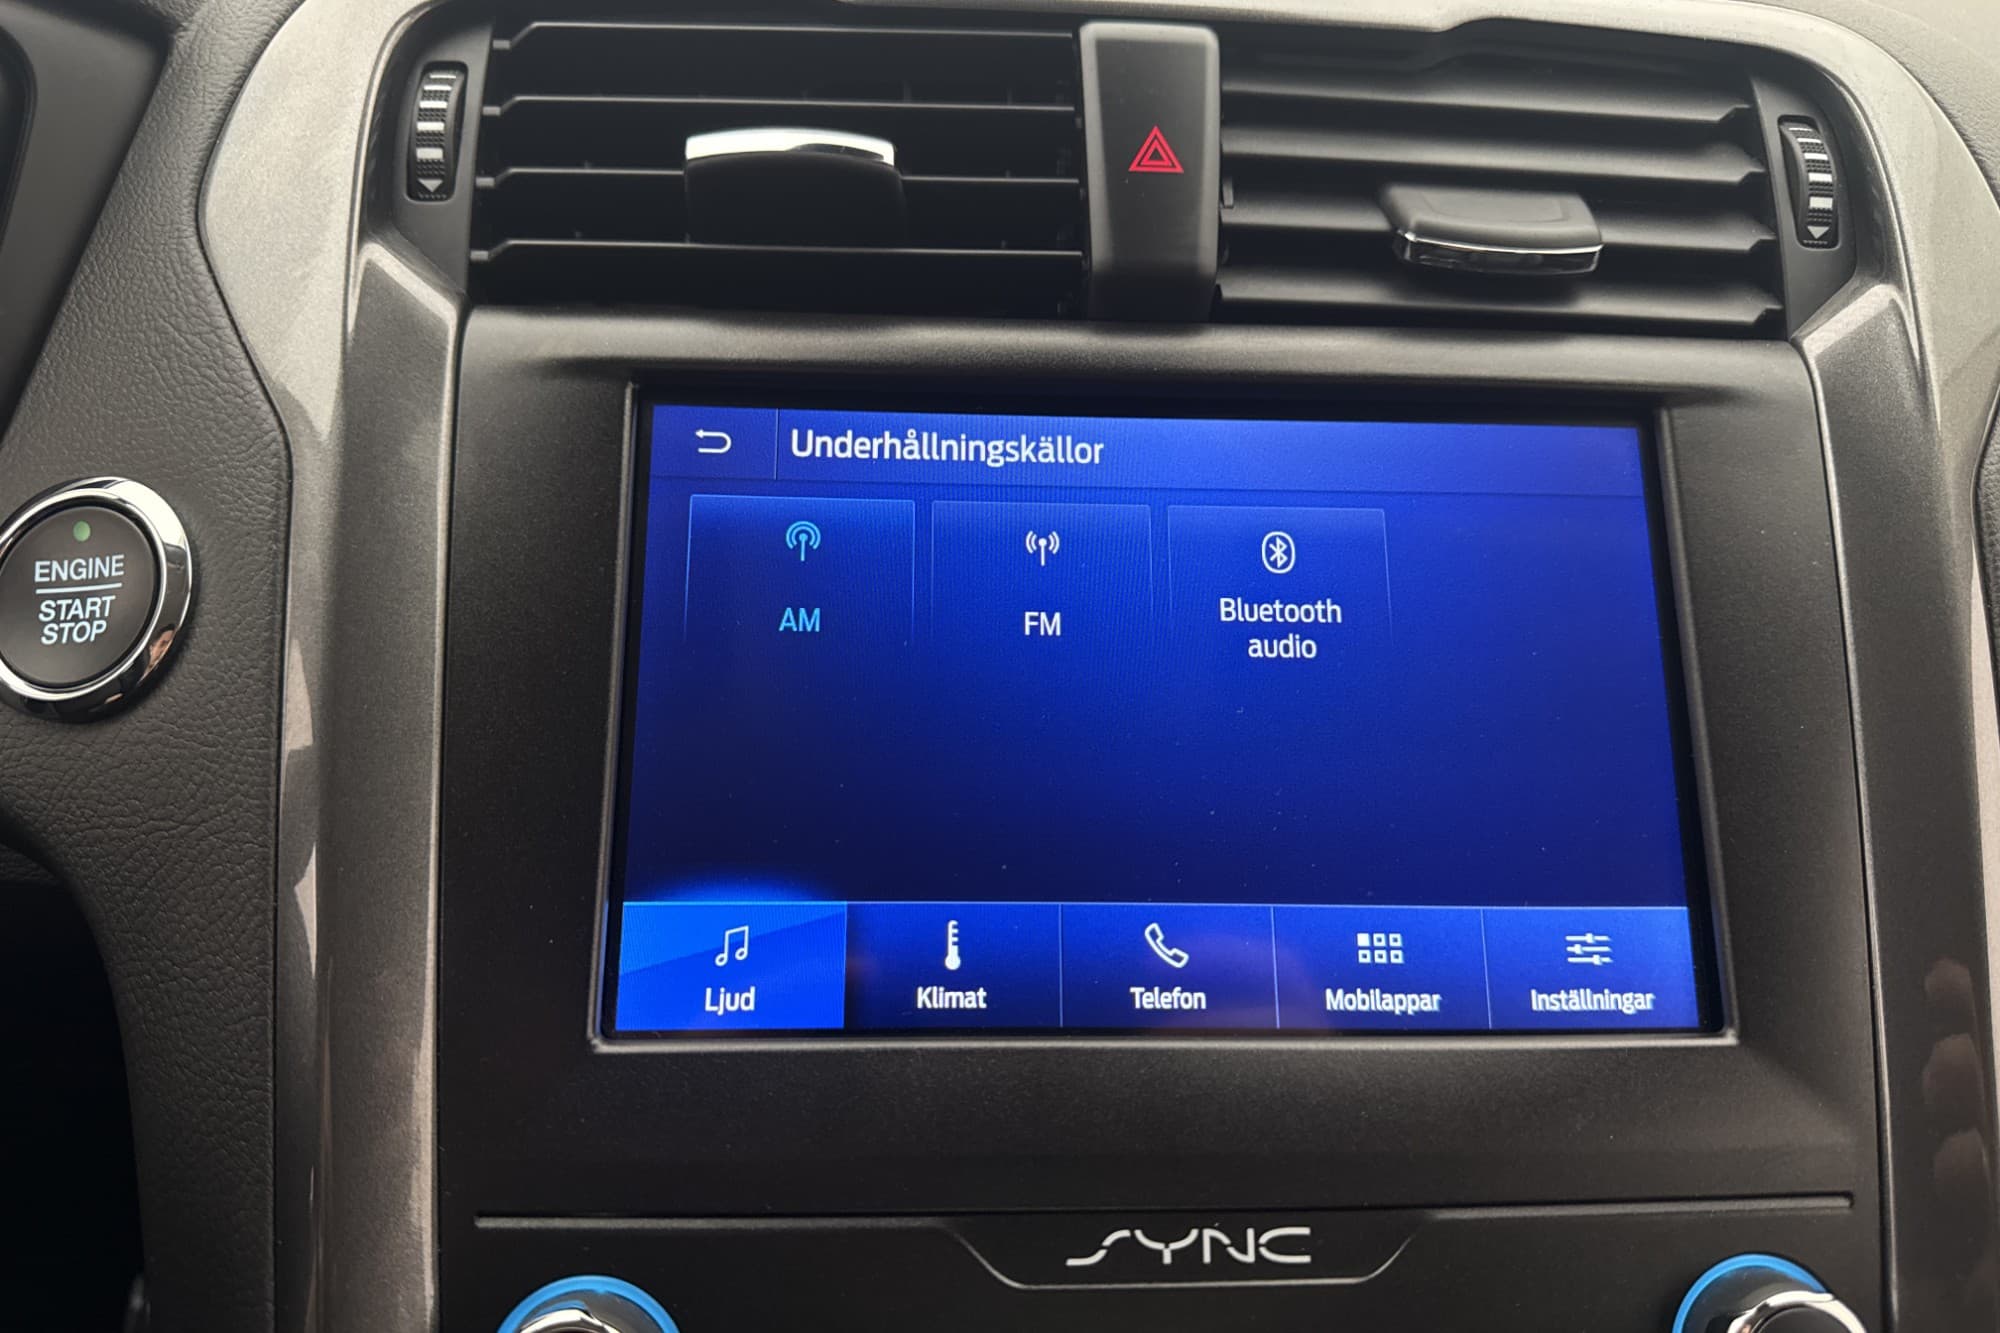 Underhållningskällor
ENGINE
START
STOP
AM
FM
Bluetooth
audio
Ljud
Klimat
Telefon
Mobilappar
Inställningar
SYNC